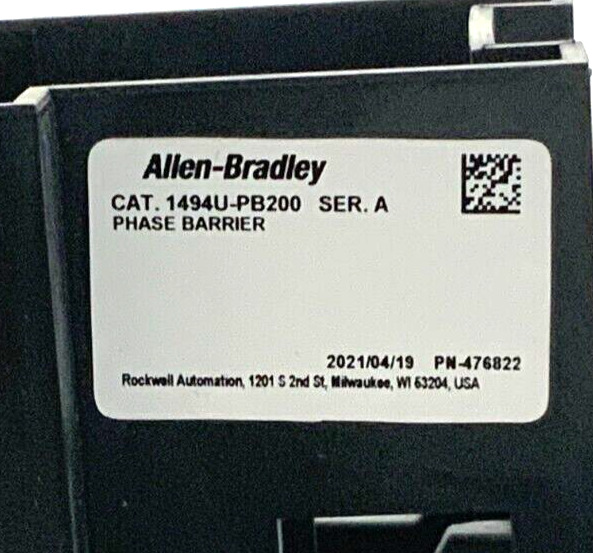 Allen-Bradley
CAT. 1494U-PB200 SER. A
PHASE BARRIER
2021/04/19 PN-476822
Rockwell Automation, 1201 S 2nd St, Milwaukee, WI 53204, USA